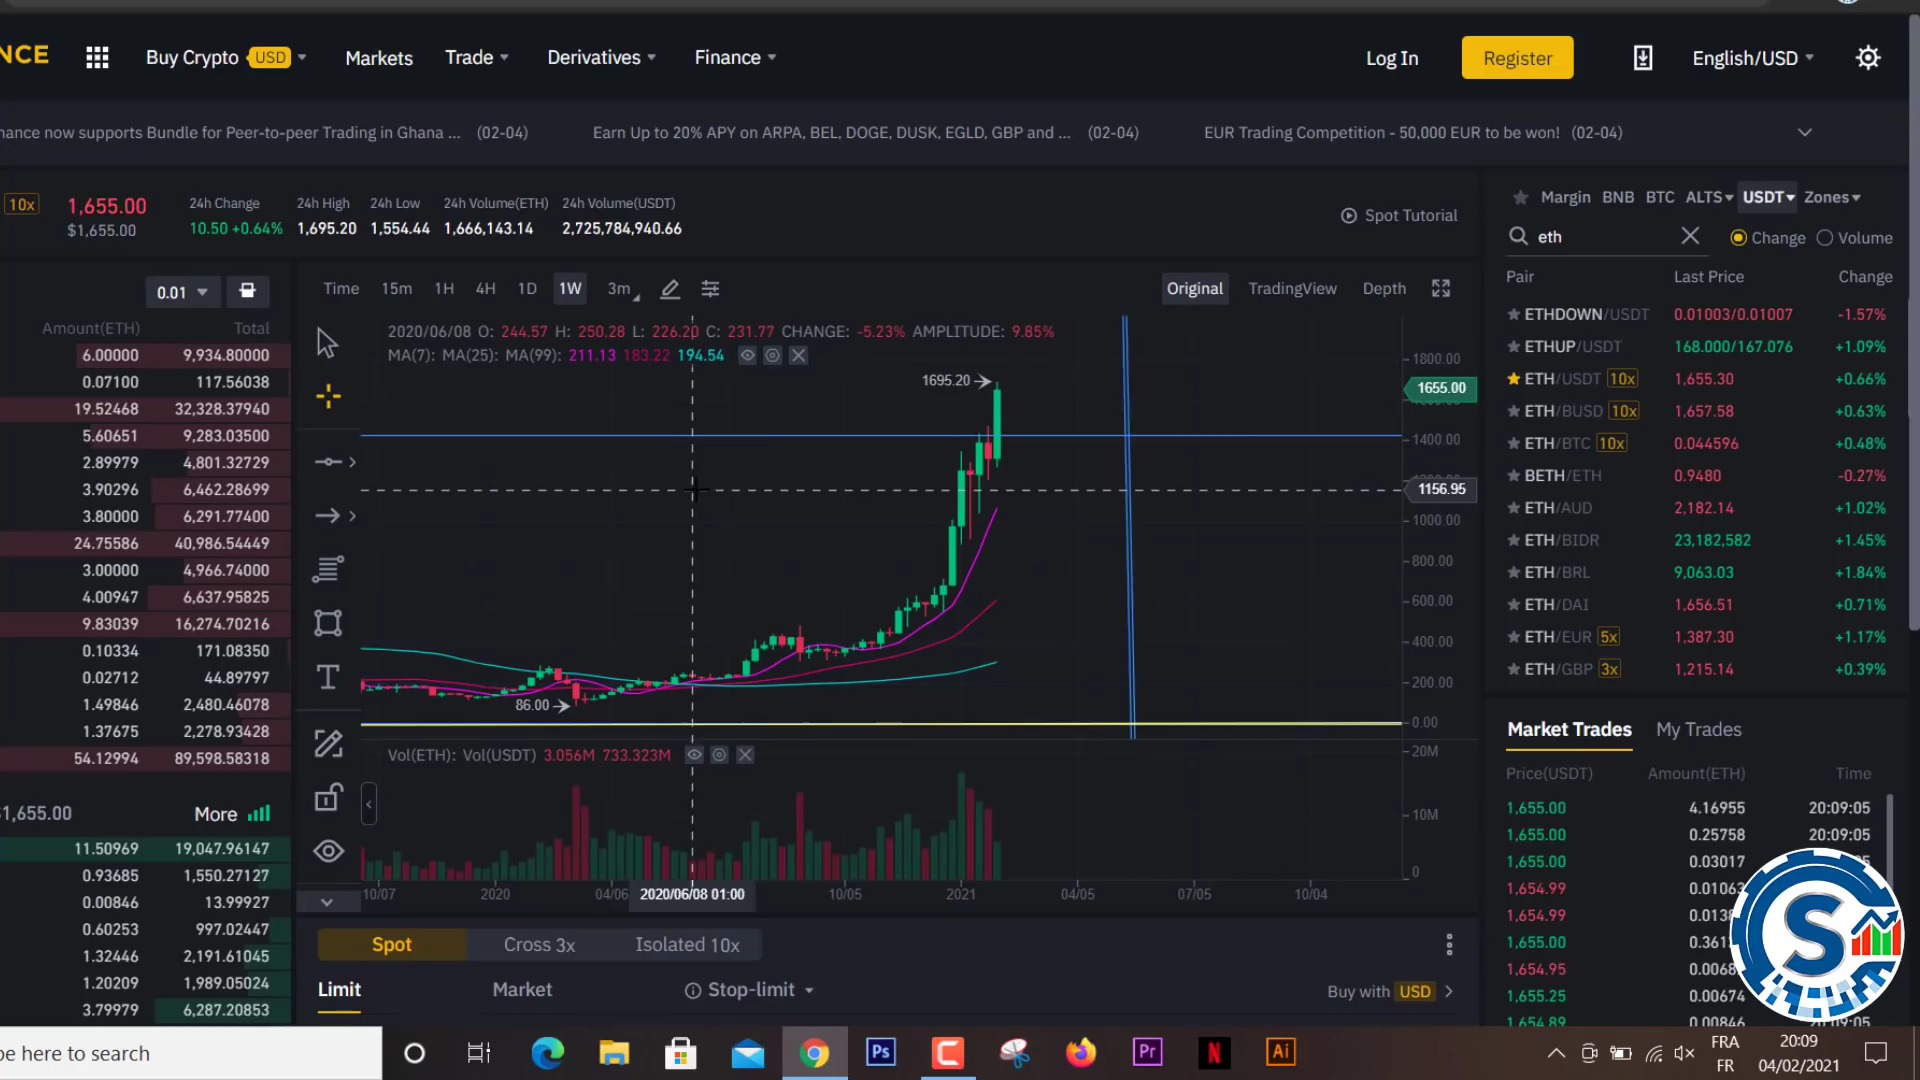 NCE
Buy Crypto USD Markets Trade Derivatives Finance Log In Register English/USD
nance now supports Bundle for Peer-to-peer Trading in Ghana ... (02-04) Earn Up to 20% APY on ARPA, BEL, DOGE, DUSK, EGLD, GBP and ... (02-04) EUR Trading Competition - 50,000 EUR to be won! (02-04)
10x 1,655.00 $1,655.00
24h Change 24h High 24h Low 24h Volume(ETH) 24h Volume(USDT)
10.50 +0.64% 1,695.20 1,554.44 1,666,143.14 2,725,784,940.66
Spot Tutorial
0.01
Amount(ETH) Total
6.00000 9,934.80000
0.07100 117.56038
19.52468 32,328.37940
5.60651 9,283.03500
2.89979 4,801.32729
3.90296 6,462.28699
3.80000 6,291.77400
24.75586 40,986.54449
3.00000 4,966.74000
4.00947 6,637.95825
9.83039 16,274.70216
0.10334 171.08350
0.02712 44.89797
1.49846 2,480.46078
1.37675 2,278.93428
54.12994 89,598.58318
$1,655.00 More
11.50969 19,047.96147
0.93685 1,550.27127
0.00846 13.99927
0.60253 997.02447
1.32446 2,191.61045
1.20209 1,989.05024
3.79979 6,287.20853
Time 15m 1H 4H 1D 1W 3m Original TradingView Depth
2020/06/08 O: 244.57 H: 250.28 L: 226.20 C: 231.77 CHANGE: -5.23% AMPLITUDE: 9.85%
MA(7): MA(25): MA(99): 211.13 183.22 194.54
1695.20
86.00
1800.00
1655.00
1400.00
1156.95
1000.00
800.00
600.00
400.00
200.00
0.00
Vol(ETH): Vol(USDT) 3.056M 733.323M
20M
10M
0
10/07 2020 04/06 2020/06/08 01:00 10/05 2021 04/05 07/05 10/04
Spot Cross 3x Isolated 10x
Limit Market Stop-limit Buy with USD
Margin BNB BTC ALTS USDT Zones
eth Change Volume
Pair Last Price Change
ETHDOWN/USDT 0.01003/0.01007 -1.57%
ETHUP/USDT 168.000/167.076 +1.09%
ETH/USDT 10x 1,655.30 +0.66%
ETH/BUSD 10x 1,657.58 +0.63%
ETH/BTC 10x 0.044596 +0.48%
BETH/ETH 0.9480 -0.27%
ETH/AUD 2,182.14 +1.02%
ETH/BIDR 23,182,582 +1.45%
ETH/BRL 9,063.03 +1.84%
ETH/DAI 1,656.51 +0.71%
ETH/EUR 5x 1,387.30 +1.17%
ETH/GBP 3x 1,215.14 +0.39%
Market Trades My Trades
Price(USDT) Amount(ETH) Time
1,655.00 4.16955 20:09:05
1,655.00 0.25758 20:09:05
1,655.00 0.03017
1,654.99 0.01063
1,654.99
1,655.00
1,654.95
1,655.25 0.00674
1,654.89 0.00846
S
pe here to search
Ps Pr N Ai
FRA
FR
20:09
04/02/2021